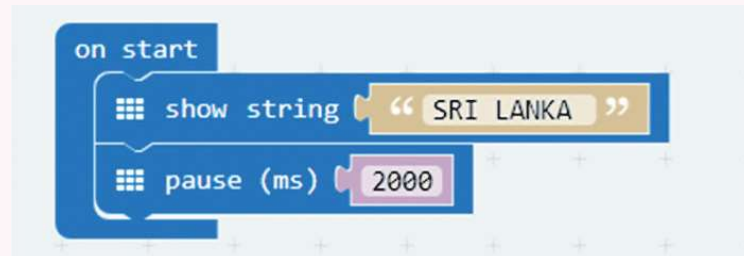 on start
show string “ SRI LANKA ”
pause (ms) 2000